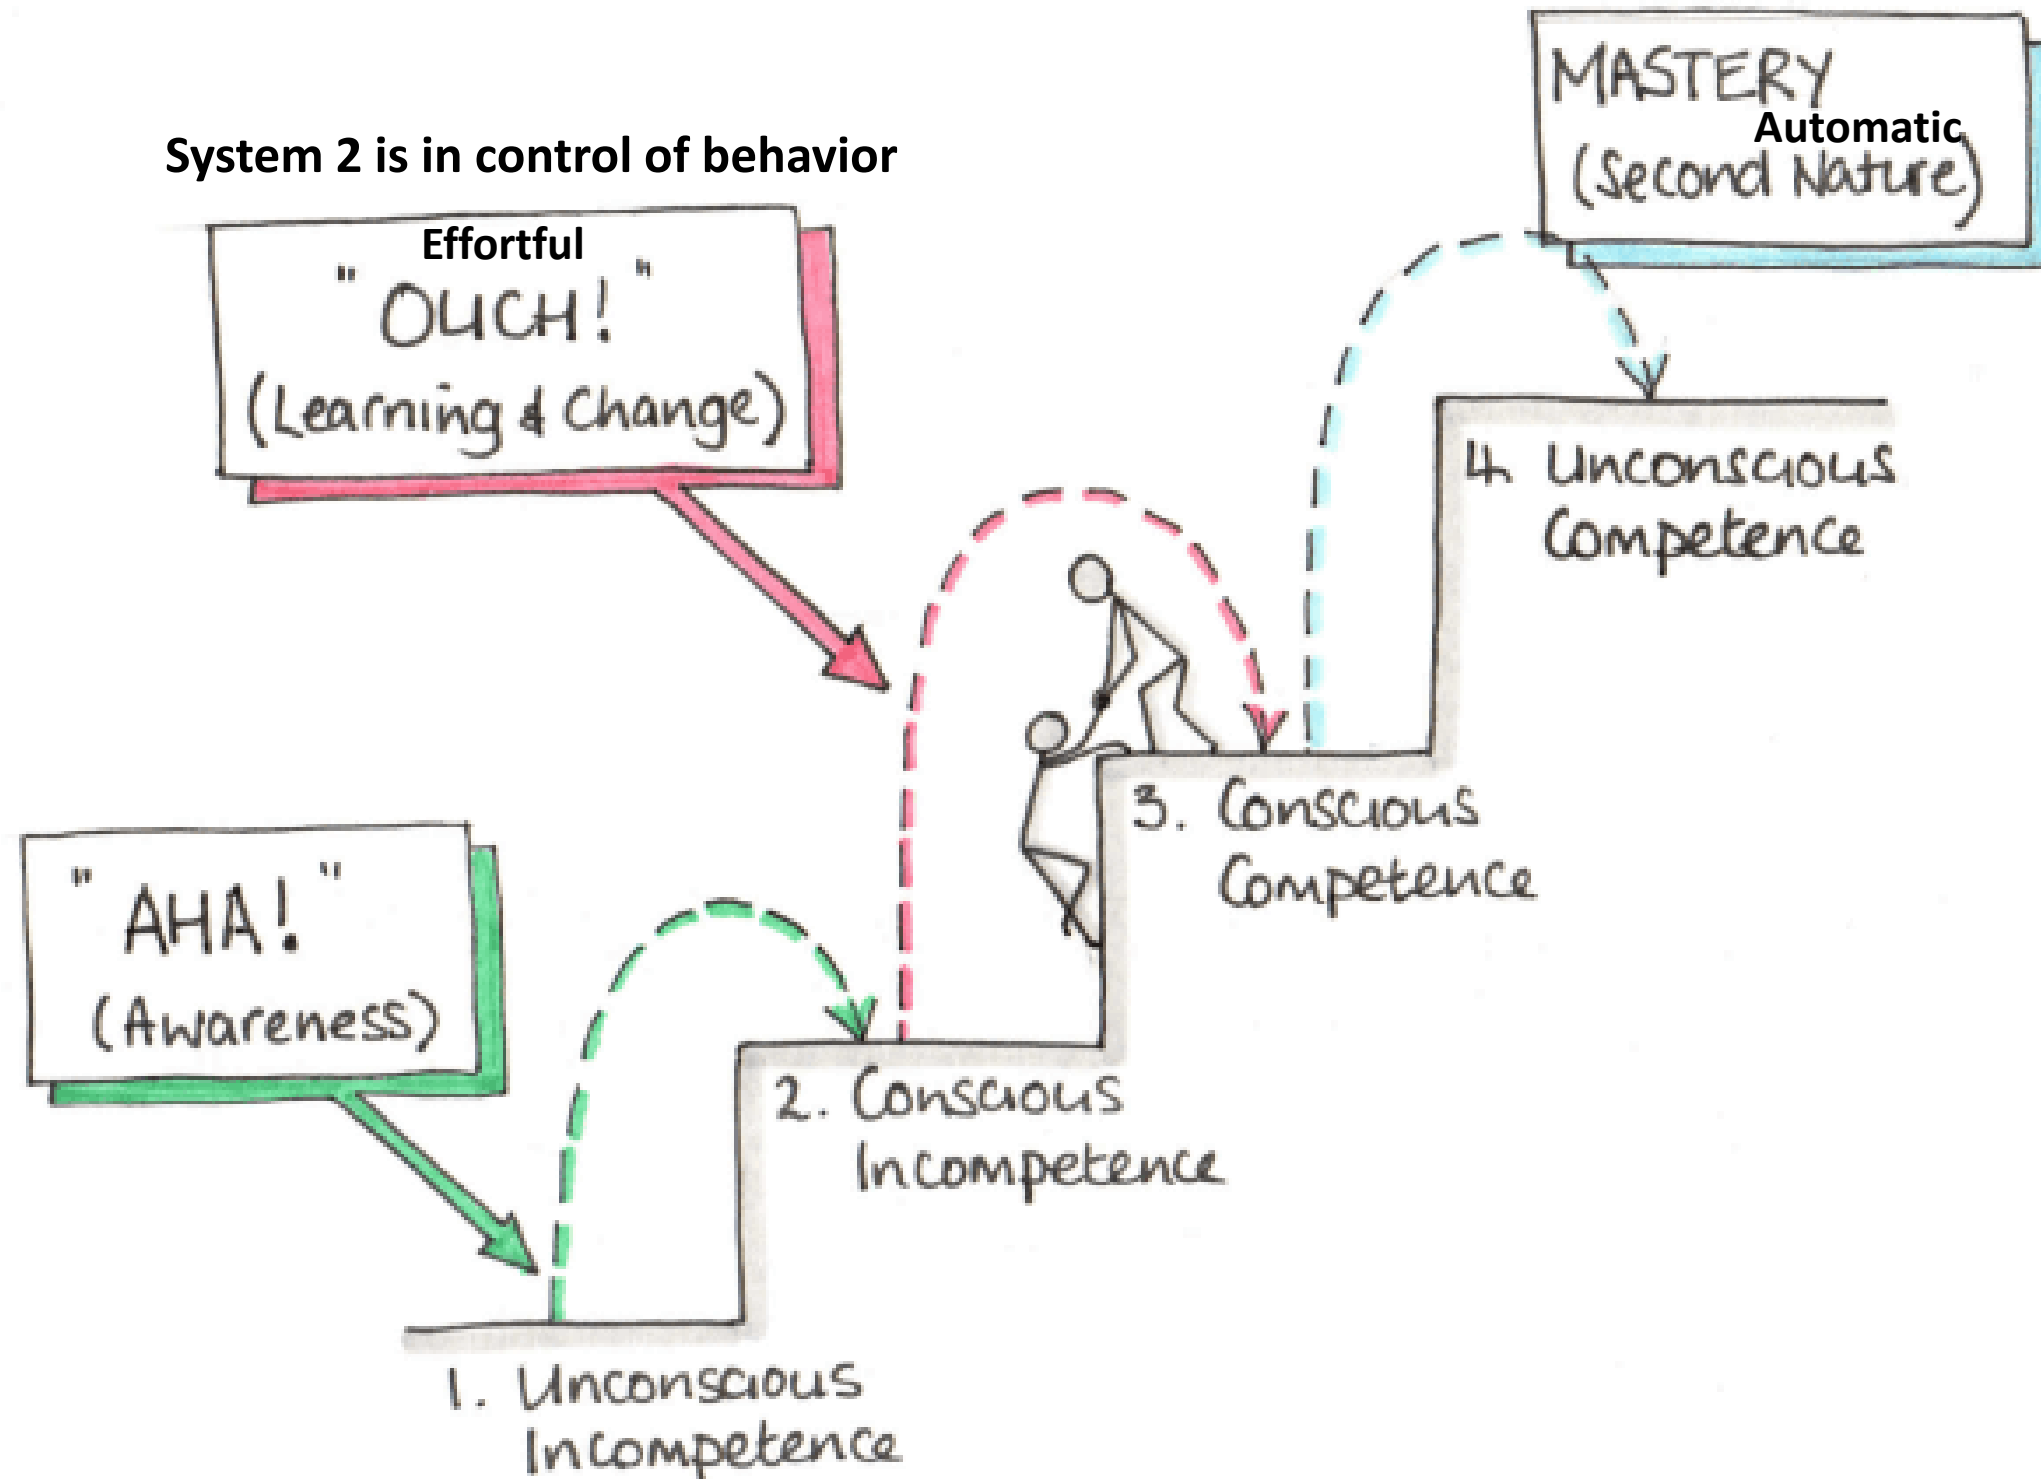 System 2 is in control of behavior
MASTERY
Automatic
(Second Nature)
Effortful
"OUCH!"
(Learning & Change)
4. Unconscious
Competence
3. Conscious
Competence
"AHA!"
(Awareness)
2. Conscious
Incompetence
1. Unconscious
Incompetence